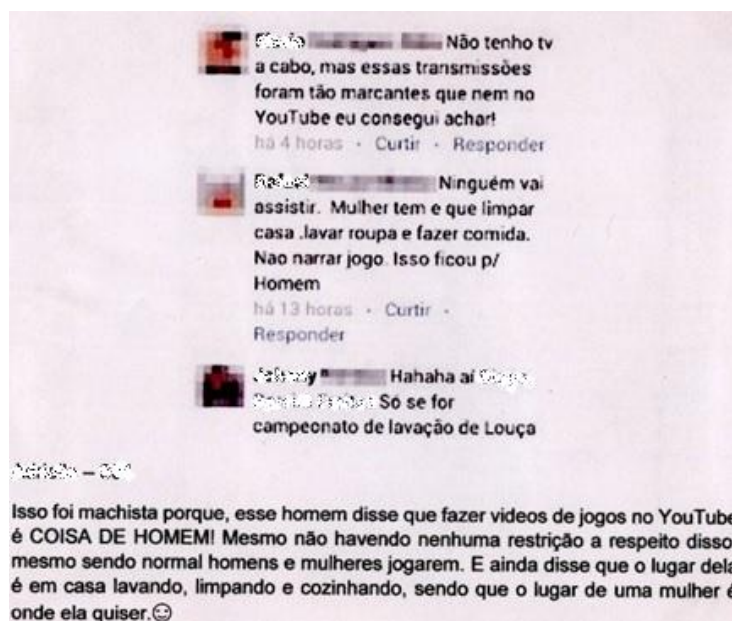 Não tenho tv
a cabo, mas essas transmissões
foram tão marcantes que nem no
YouTube eu consegui achar!
há 4 horas · Curtir · Responder
Ninguém vai
assistir. Mulher tem e que limpar
casa .lavar roupa e fazer comida.
Nao narrar jogo. Isso ficou p/
Homem
há 13 horas · Curtir ·
Responder
Hahaha aí
Só se for
campeonato de lavação de Louça
Isso foi machista porque, esse homem disse que fazer videos de jogos no YouTube
é COISA DE HOMEM! Mesmo não havendo nenhuma restrição a respeito disso
mesmo sendo normal homens e mulheres jogarem. E ainda disse que o lugar dela
é em casa lavando, limpando e cozinhando, sendo que o lugar de uma mulher é
onde ela quiser.☺